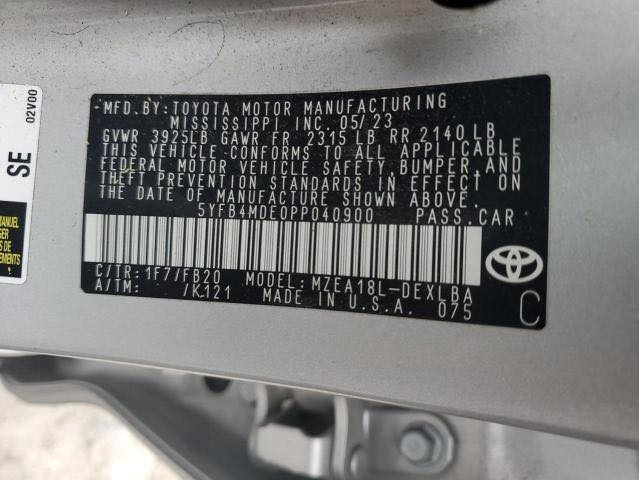 MFD.BY: TOYOTA MOTOR MANUFACTURING
MISSISSIPPI INC. 05/23
GVWR 3925LB GAWR FR 2315 LB RR 2140 LB
THIS VEHICLE CONFORMS TO ALL APPLICABLE
FEDERAL MOTOR VEHICLE SAFETY, BUMPER, AND
THEFT PREVENTION STANDARDS IN EFFECT ON
THE DATE OF MANUFACTURE SHOWN ABOVE.
5YFB4MDE0PP040900 PASS.CAR
C/TR: 1F7/FB20 MODEL: MZEA18L-DEXLBA
A/TM: /K121 MADE IN U.S.A. 075
C
SE
02V00
MANUEL
S DE
EMENTS